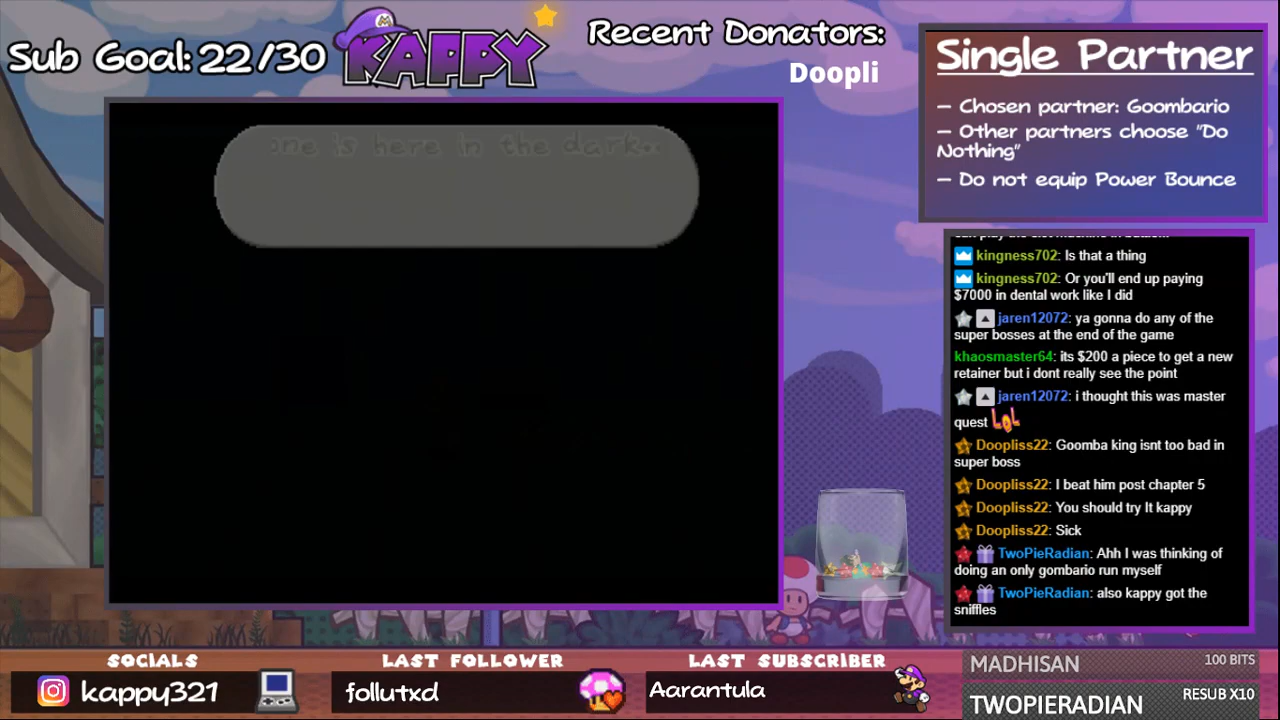 Sub Goal: 22/30
KAPPY
Recent Donators:
Doopli
one is here in the dark...
Single Partner
- Chosen partner: Goombario
- Other partners choose "Do
Nothing"
- Do not equip Power Bounce
kingness702: Is that a thing
kingness702: Or you'll end up paying
$7000 in dental work like I did
jaren12072: ya gonna do any of the
super bosses at the end of the game
khaosmaster64: its $200 a piece to get a new
retainer but i dont really see the point
jaren12072: i thought this was master
quest LOL
Doopliss22: Goomba king isnt too bad in
super boss
Doopliss22: I beat him post chapter 5
Doopliss22: You should try It kappy
Doopliss22: Sick
TwoPieRadian: Ahh I was thinking of
doing an only gombario run myself
TwoPieRadian: also kappy got the
sniffles
SOCIALS
kappy321
LAST FOLLOWER
follutxd
LAST SUBSCRIBER
Aarantula
MADHISAN 100 BITS
TWOPIERADIAN RESUB X10